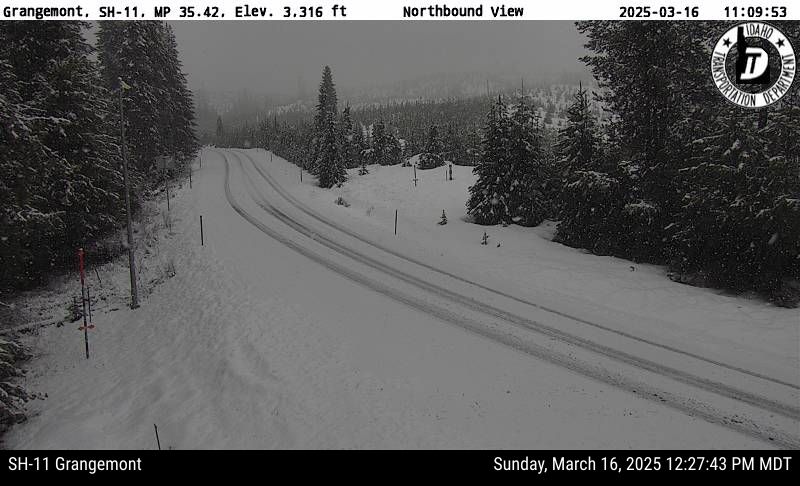 Grangemont, SH-11, MP 35.42, Elev. 3,316 ft Northbound View 2025-03-16 11:09:53
IDAHO
TRANSPORTATION DEPARTMENT
SH-11 Grangemont Sunday, March 16, 2025 12:27:43 PM MDT